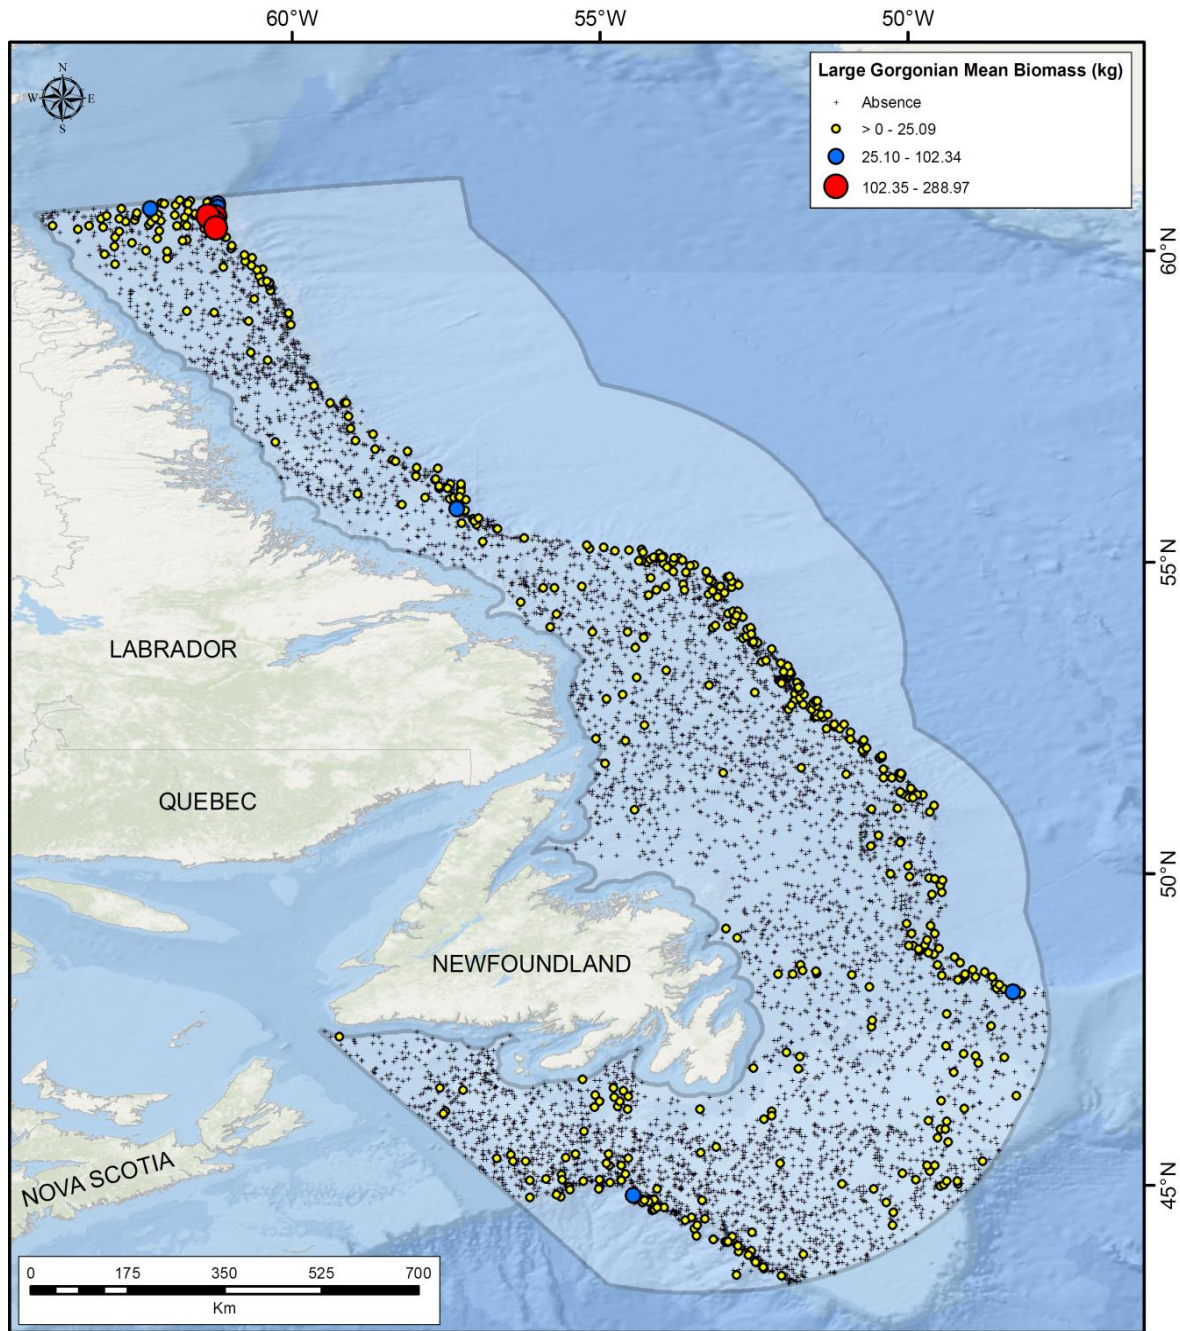 60°W 55°W 50°W
N
W E
S
Large Gorgonian Mean Biomass (kg)
Absence
> 0 - 25.09
25.10 - 102.34
102.35 - 288.97
60°N
55°N
LABRADOR
QUEBEC
50°N
NEWFOUNDLAND
NOVA SCOTIA
45°N
0 175 350 525 700
Km